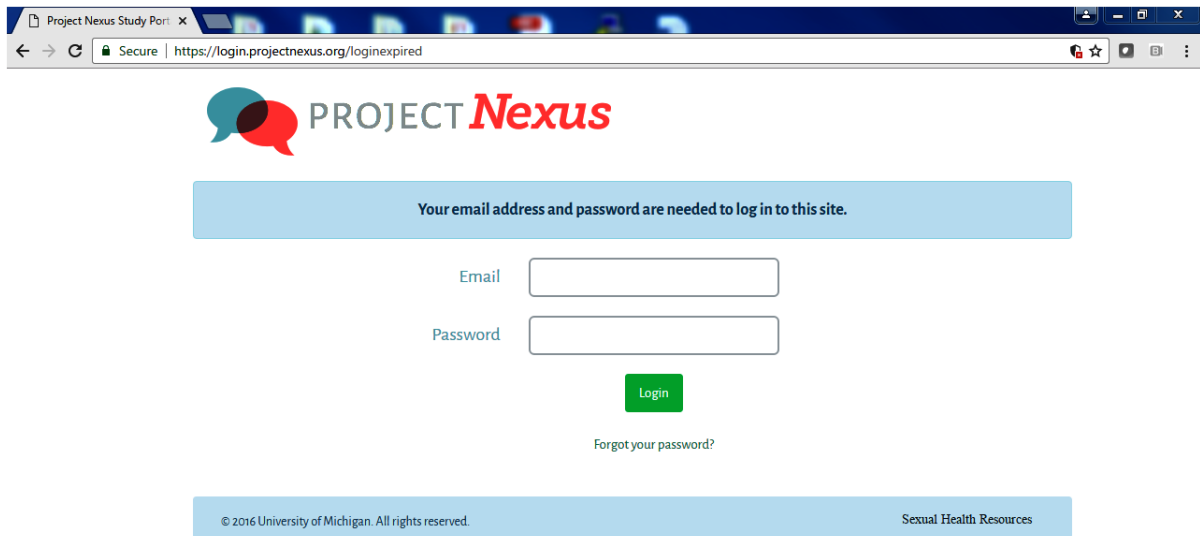 Project Nexus Study Port
Secure | https://login.projectnexus.org/loginexpired
PROJECT Nexus
Your email address and password are needed to log in to this site.
Email
Password
Login
Forgot your password?
© 2016 University of Michigan. All rights reserved.
Sexual Health Resources